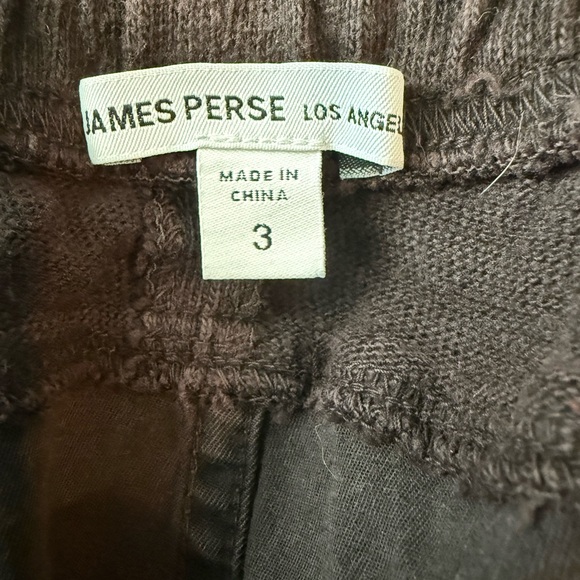 JAMES PERSE LOS ANGEL
MADE IN
CHINA
3